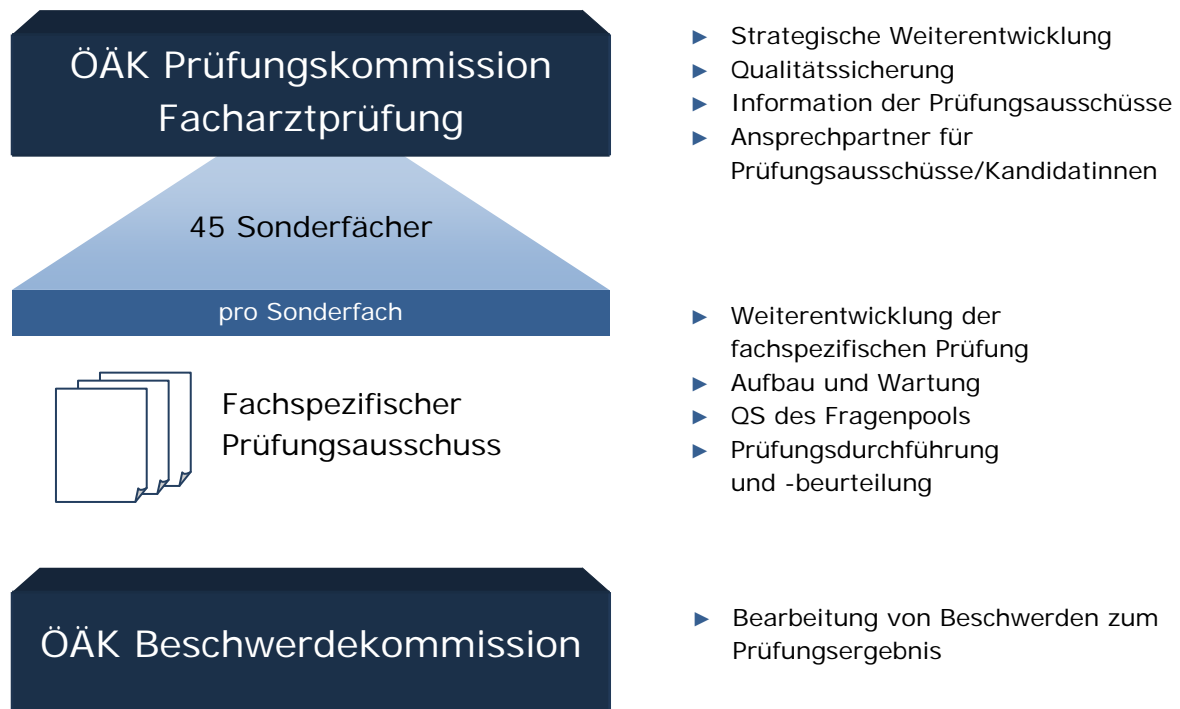 ÖÄK Prüfungskommission
Facharztprüfung
► Strategische Weiterentwicklung
► Qualitätssicherung
► Information der Prüfungsausschüsse
► Ansprechpartner für
Prüfungsausschüsse/Kandidatinnen
45 Sonderfächer
pro Sonderfach
Fachspezifischer
Prüfungsausschuss
► Weiterentwicklung der
fachspezifischen Prüfung
► Aufbau und Wartung
► QS des Fragenpools
► Prüfungsdurchführung
und -beurteilung
ÖÄK Beschwerdekommission
► Bearbeitung von Beschwerden zum
Prüfungsergebnis